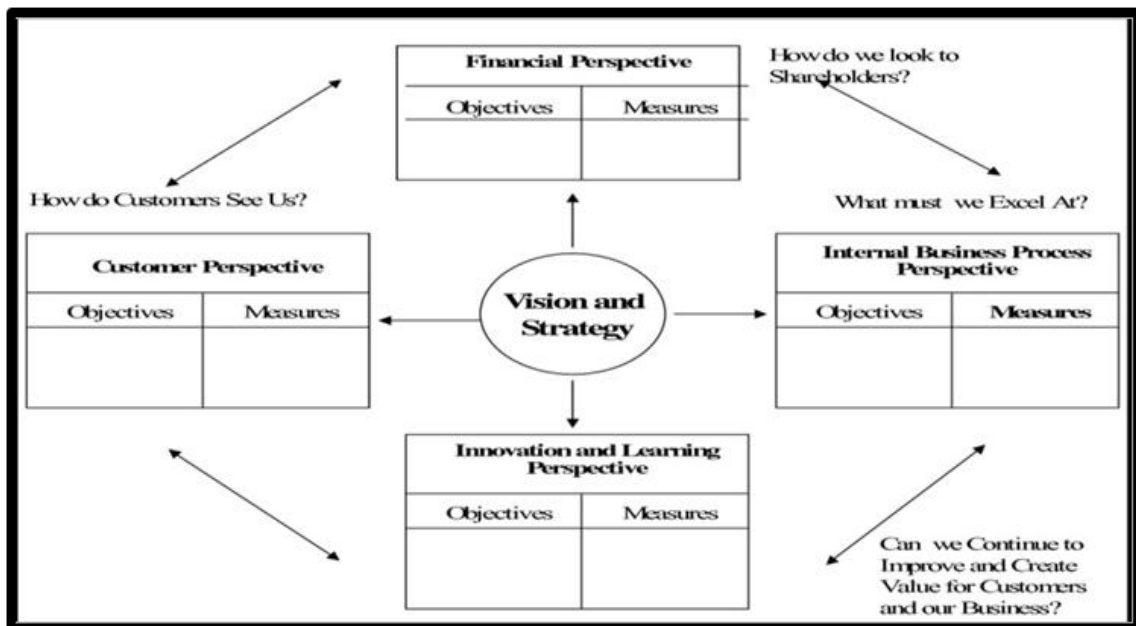 Financial Perspective
Objectives Measures
How do we look to
Shareholders?
How do Customers See Us?
What must we Excel At?
Customer Perspective
Objectives Measures
Vision and
Strategy
Internal Business Process
Perspective
Objectives Measures
Innovation and Learning
Perspective
Objectives Measures
Can we Continue to
Improve and Create
Value for Customers
and our Business?